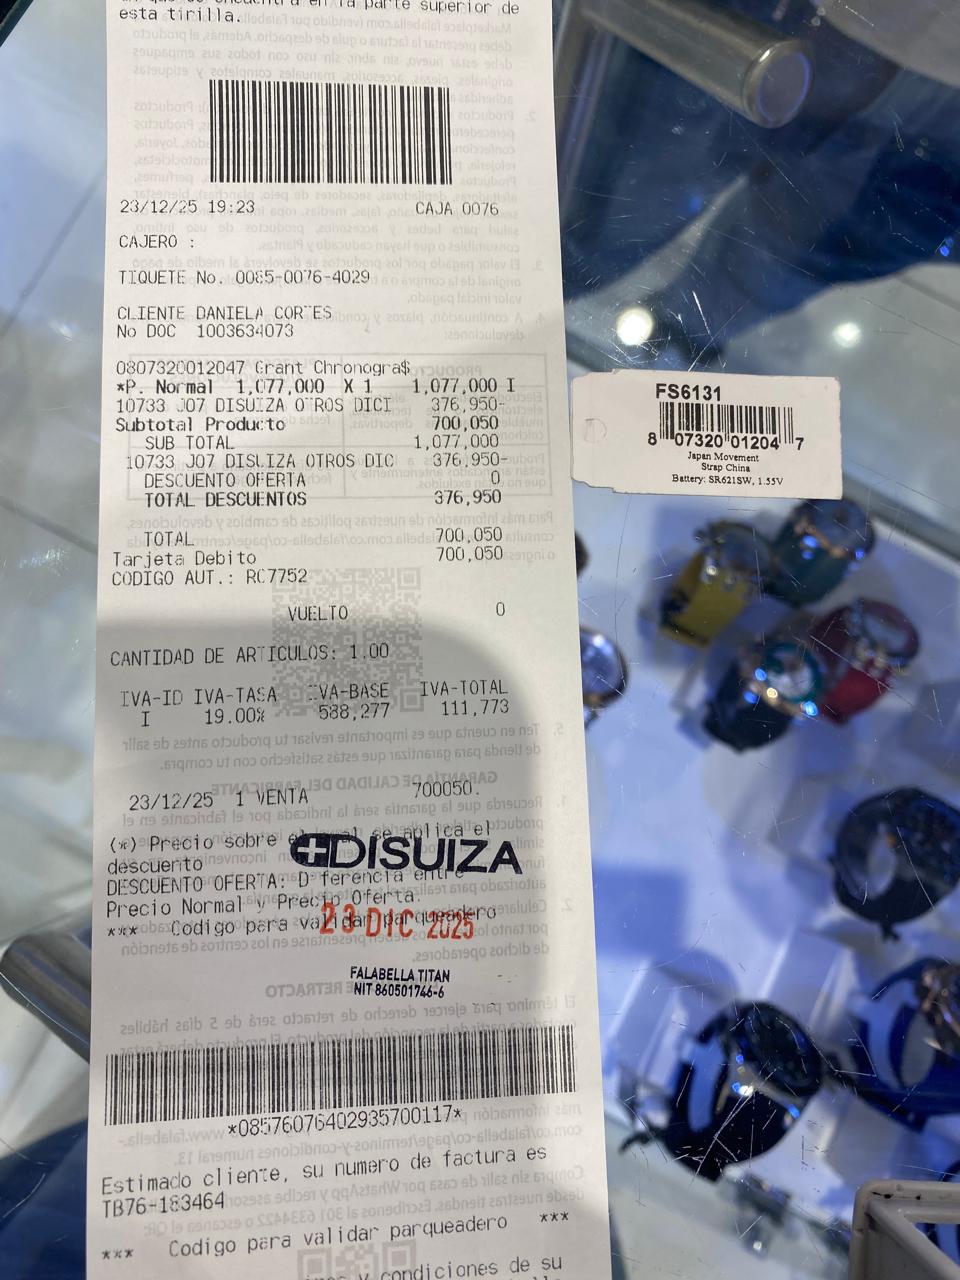 esta tirilla.
23/12/25 19:23 CAJA 0076
CAJERO :
TIQUETE No. 0085-0076-4029
CLIENTE DANIELA CORTES
No DOC 1003634073
0807320012047 Grant Chronogra$
*P. Normal 1,077,000 X 1 1,077,000 I
10733 J07 DISUIZA OTROS DICI 376,950-
Subtotal Producto 700,050
SUB TOTAL 1,077,000
10733 J07 DISUIZA OTROS DIC 376,950-
DESCUENTO OFERTA 0
TOTAL DESCUENTOS 376,950
TOTAL 700,050
Tarjeta Debito 700,050
CODIGO AUT.: RC7752
VUELTO 0
CANTIDAD DE ARTICULOS: 1.00
IVA-ID IVA-TASA IVA-BASE IVA-TOTAL
I 19.00% 588,277 111,773
23/12/25 1 VENTA 700050.
(*) Precio sobre el se aplica el
descuento
DISUIZA
DESCUENTO OFERTA: Diferencia entre
Precio Normal y Precio Oferta.
*** Codigo para validar parqueadero
23 DIC 2025
FALABELLA TITAN
NIT 860501746-6
*08576076402935700117*
Estimado cliente, su numero de factura es
TB76-183464
*** Codigo para validar parqueadero ***
y condiciones de su
FS6131
8 07320 01204 7
Japan Movement
Strap China
Battery: SR621SW, 1.55V